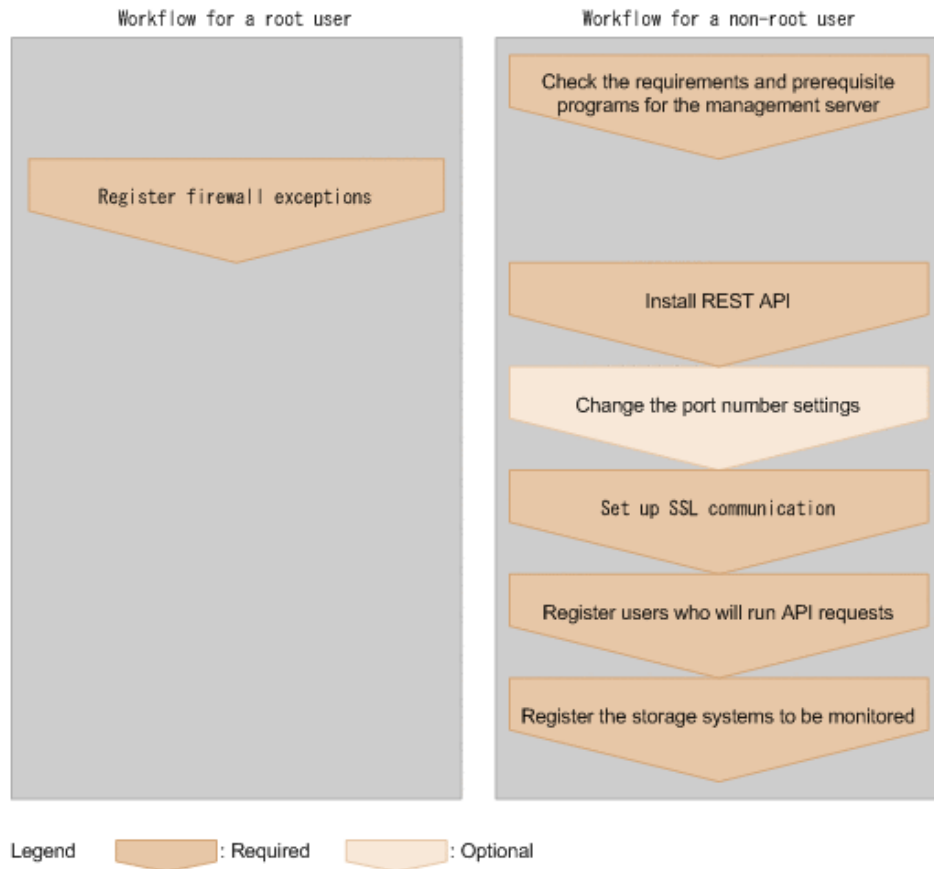 Workflow for a root user
Workflow for a non-root user
Check the requirements and prerequisite
programs for the management server
Register firewall exceptions
Install REST API
Change the port number settings
Set up SSL communication
Register users who will run API requests
Register the storage systems to be monitored
Legend
: Required
: Optional